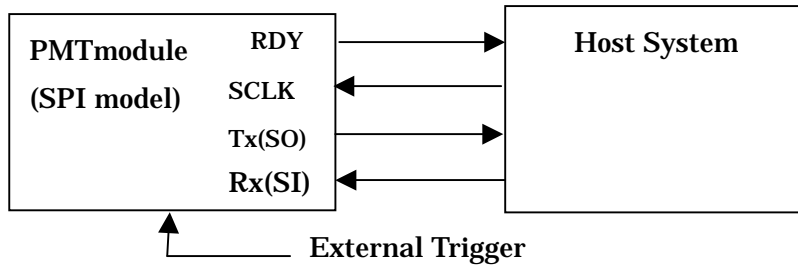 PMTmodule
(SPI model)
RDY
SCLK
Tx(SO)
Rx(SI)
Host System
External Trigger